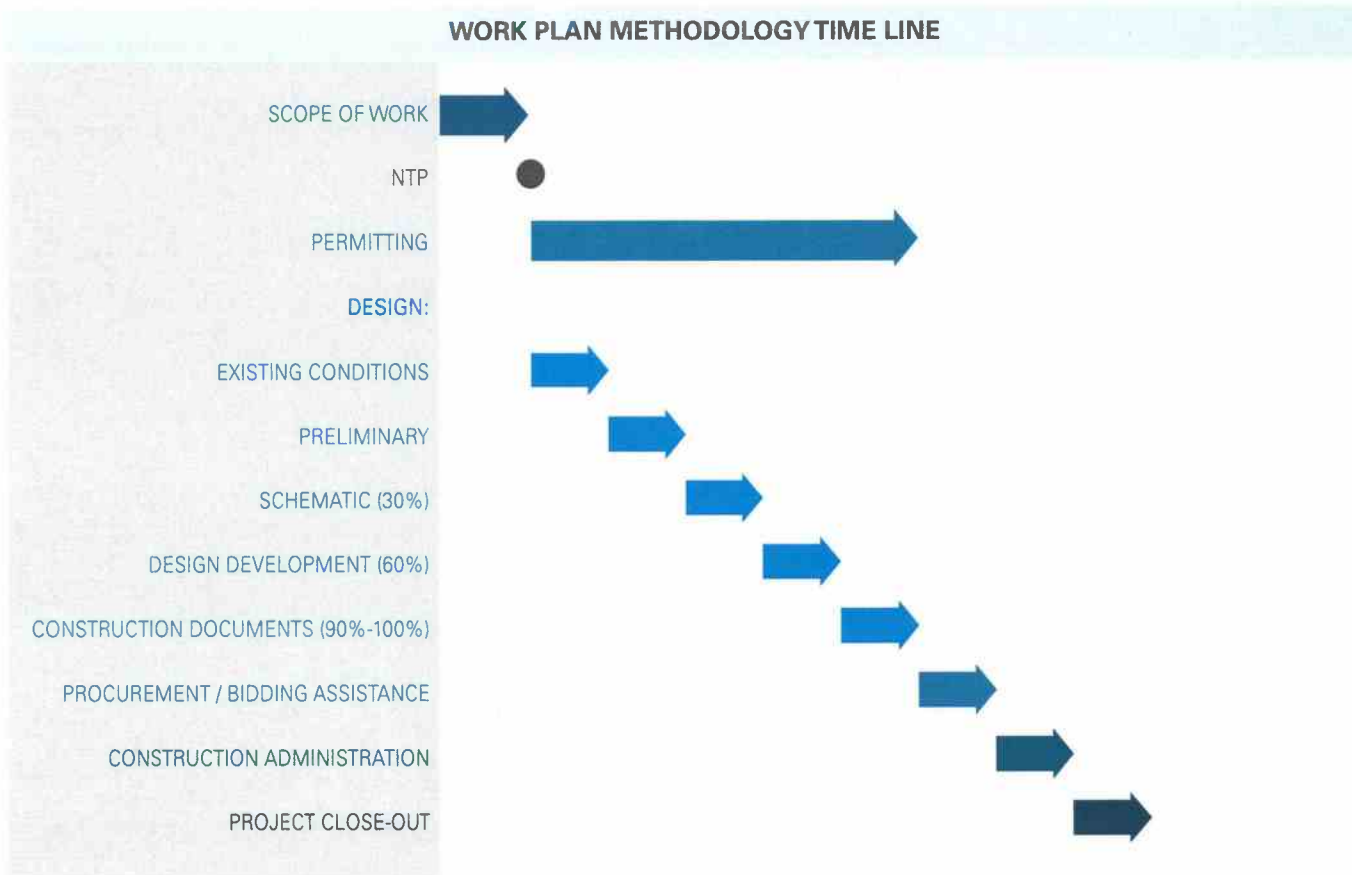 WORK PLAN METHODOLOGY TIME LINE
SCOPE OF WORK
NTP
PERMITTING
DESIGN:
EXISTING CONDITIONS
PRELIMINARY
SCHEMATIC (30%)
DESIGN DEVELOPMENT (60%)
CONSTRUCTION DOCUMENTS (90%-100%)
PROCUREMENT / BIDDING ASSISTANCE
CONSTRUCTION ADMINISTRATION
PROJECT CLOSE-OUT